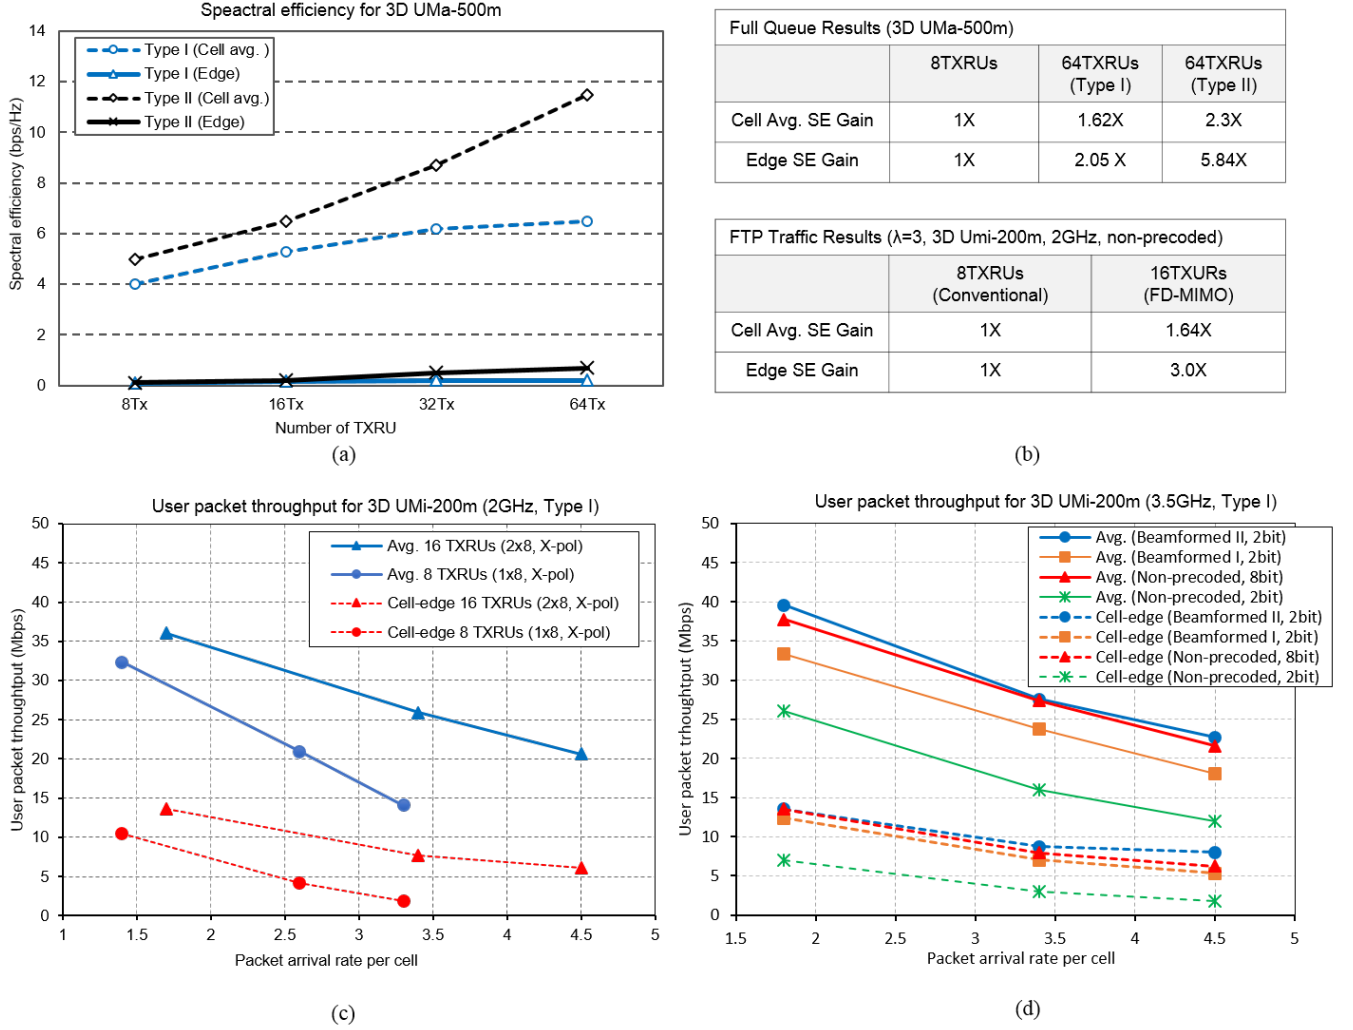 Speactral efficiency for 3D UMa-500m
14
12
10
8
6
4
2
0
Spectral efficiency (bps/Hz)
Type I (Cell avg. )
Type I (Edge)
Type II (Cell avg.)
Type II (Edge)
8Tx 16Tx 32Tx 64Tx
Number of TXRU
(a)
Full Queue Results (3D UMa-500m)
8TXRUs 64TXRUs (Type I) 64TXRUs (Type II)
Cell Avg. SE Gain 1X 1.62X 2.3X
Edge SE Gain 1X 2.05 X 5.84X
FTP Traffic Results (λ=3, 3D Umi-200m, 2GHz, non-precoded)
8TXRUs (Conventional) 16TXURs (FD-MIMO)
Cell Avg. SE Gain 1X 1.64X
Edge SE Gain 1X 3.0X
(b)
User packet throughput for 3D UMi-200m (2GHz, Type I)
50
45
40
35
30
25
20
15
10
5
0
User packet trhoughtput (Mbps)
Avg. 16 TXRUs (2x8, X-pol)
Avg. 8 TXRUs (1x8, X-pol)
Cell-edge 16 TXRUs (2x8, X-pol)
Cell-edge 8 TXRUs (1x8, X-pol)
1 1.5 2 2.5 3 3.5 4 4.5 5
Packet arrival rate per cell
(c)
User packet throughput for 3D UMi-200m (3.5GHz, Type I)
50
45
40
35
30
25
20
15
10
5
0
User packet trhoughtput (Mbps)
Avg. (Beamformed II, 2bit)
Avg. (Beamformed I, 2bit)
Avg. (Non-precoded, 8bit)
Avg. (Non-precoded, 2bit)
Cell-edge (Beamformed II, 2bit)
Cell-edge (Beamformed I, 2bit)
Cell-edge (Non-precoded, 8bit)
Cell-edge (Non-precoded, 2bit)
1.5 2 2.5 3 3.5 4 4.5 5
Packet arrival rate per cell
(d)